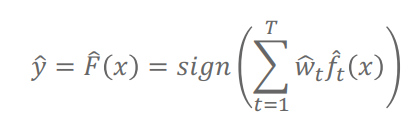 ŷ = F̂(x) = sign(∑_{t=1}^{T} ŵ_t f̂_t(x))